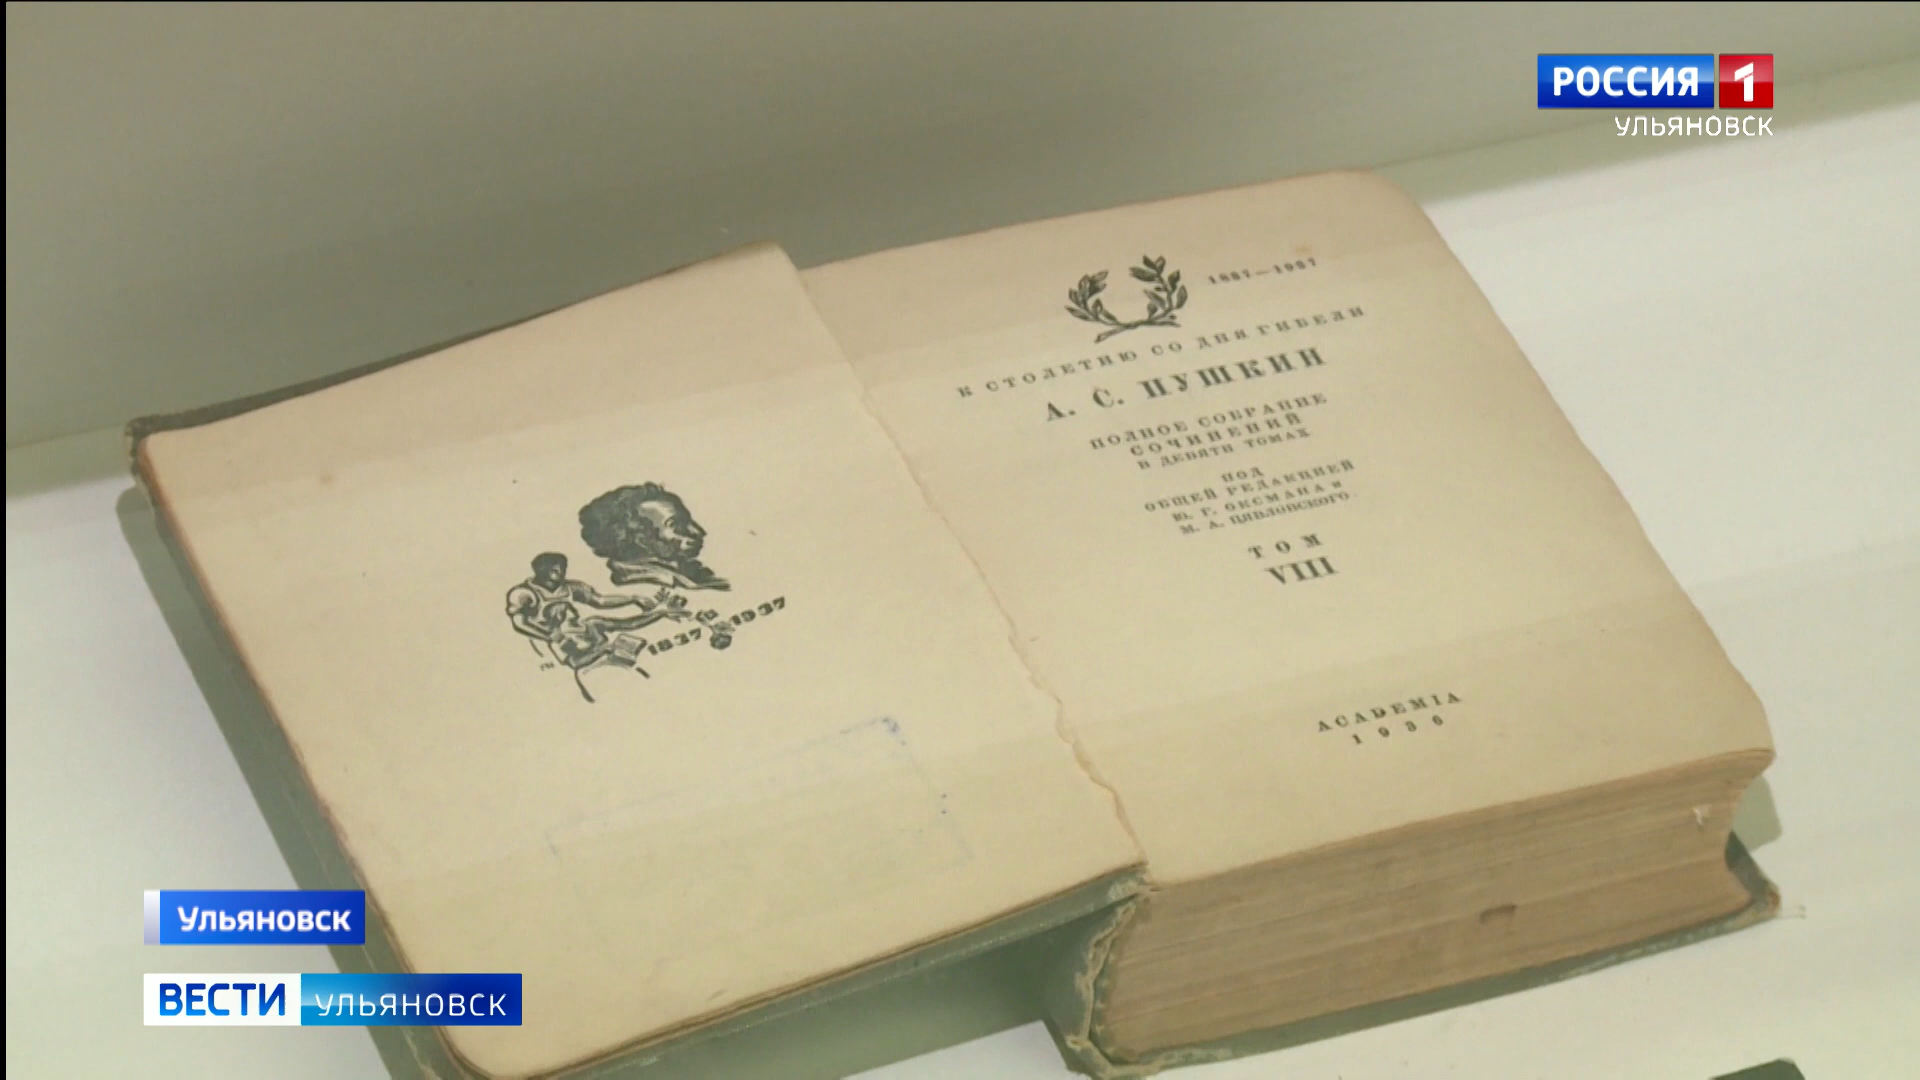 РОССИЯ 1
УЛЬЯНОВСК
1837—1937
К СТОЛЕТИЮ СО ДНЯ ГИБЕЛИ
А. С. ПУШКИН
ПОЛНОЕ СОБРАНИЕ
СОЧИНЕНИЙ
В ДЕВЯТИ ТОМАХ
ПОД
ОБЩЕЙ РЕДАКЦИЕЙ
Ю. Г. ОКСМАНА и
М. А. ЦЯВЛОВСКОГО
ТОМ
VIII
1837 1937
ACADEMIA
1936
Ульяновск
ВЕСТИ УЛЬЯНОВСК